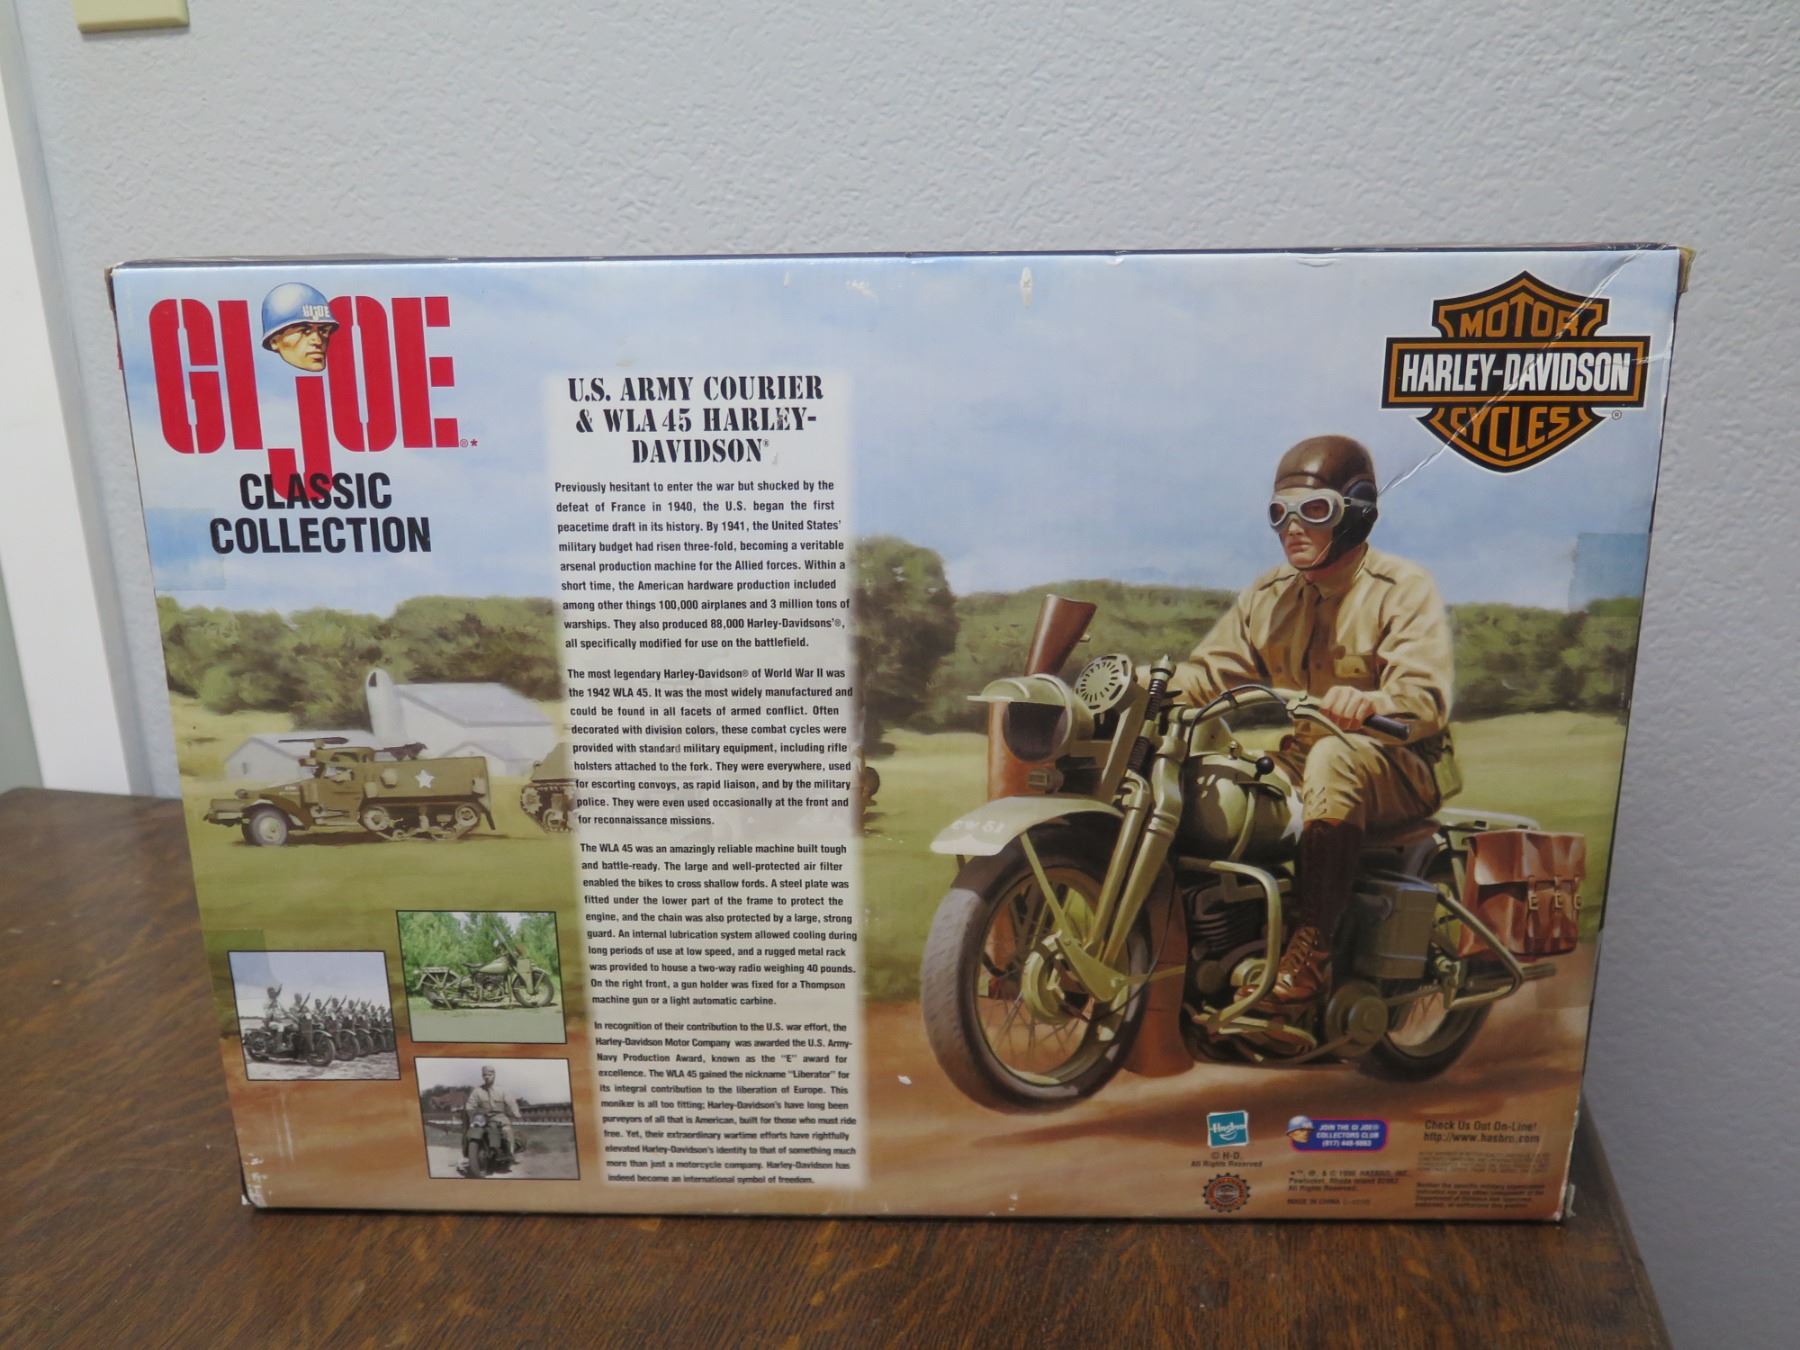 GI JOE ®*
GIJOE
CLASSIC
COLLECTION
U.S. ARMY COURIER
& WLA 45 HARLEY-
DAVIDSON®
Previously hesitant to enter the war but shocked by the
defeat of France in 1940, the U.S. began the first
peacetime draft in its history. By 1941, the United States'
military budget had risen three-fold, becoming a veritable
arsenal production machine for the Allied forces. Within a
short time, the American hardware production included
among other things 100,000 airplanes and 3 million tons of
warships. They also produced 88,000 Harley-Davidsons'®,
all specifically modified for use on the battlefield.
The most legendary Harley-Davidson® of World War II was
the 1942 WLA 45. It was the most widely manufactured and
could be found in all facets of armed conflict. Often
decorated with division colors, these combat cycles were
provided with standard military equipment, including rifle
holsters attached to the fork. They were everywhere, used
for escorting convoys, as rapid liaison, and by the military
police. They were even used occasionally at the front and
for reconnaissance missions.
The WLA 45 was an amazingly reliable machine built tough
and battle-ready. The large and well-protected air filter
enabled the bikes to cross shallow fords. A steel plate was
fitted under the lower part of the frame to protect the
engine, and the chain was also protected by a large, strong
guard. An internal lubrication system allowed cooling during
long periods of use at low speed, and a rugged metal rack
was provided to house a two-way radio weighing 40 pounds.
On the right front, a gun holder was fixed for a Thompson
machine gun or a light automatic carbine.
In recognition of their contribution to the U.S. war effort, the
Harley-Davidson Motor Company was awarded the U.S. Army-
Navy Production Award, known as the "E" award for
excellence. The WLA 45 gained the nickname "Liberator" for
its integral contribution to the liberation of Europe. This
moniker is all too fitting; Harley-Davidson's have long been
purveyors of all that is American, built for those who must ride
free. Yet, their extraordinary wartime efforts have rightfully
elevated Harley-Davidson's identity to that of something much
more than just a motorcycle company. Harley-Davidson has
indeed become an international symbol of freedom.
MOTOR
HARLEY-DAVIDSON
CYCLES ®
Hasbro
© H-D.
All Rights Reserved
JOIN THE GI JOE®
COLLECTORS CLUB
Check Us Out On-Line!
http://www.hasbro.com
Pawtucket, Rhode Island
All Rights Reserved.
MADE IN CHINA